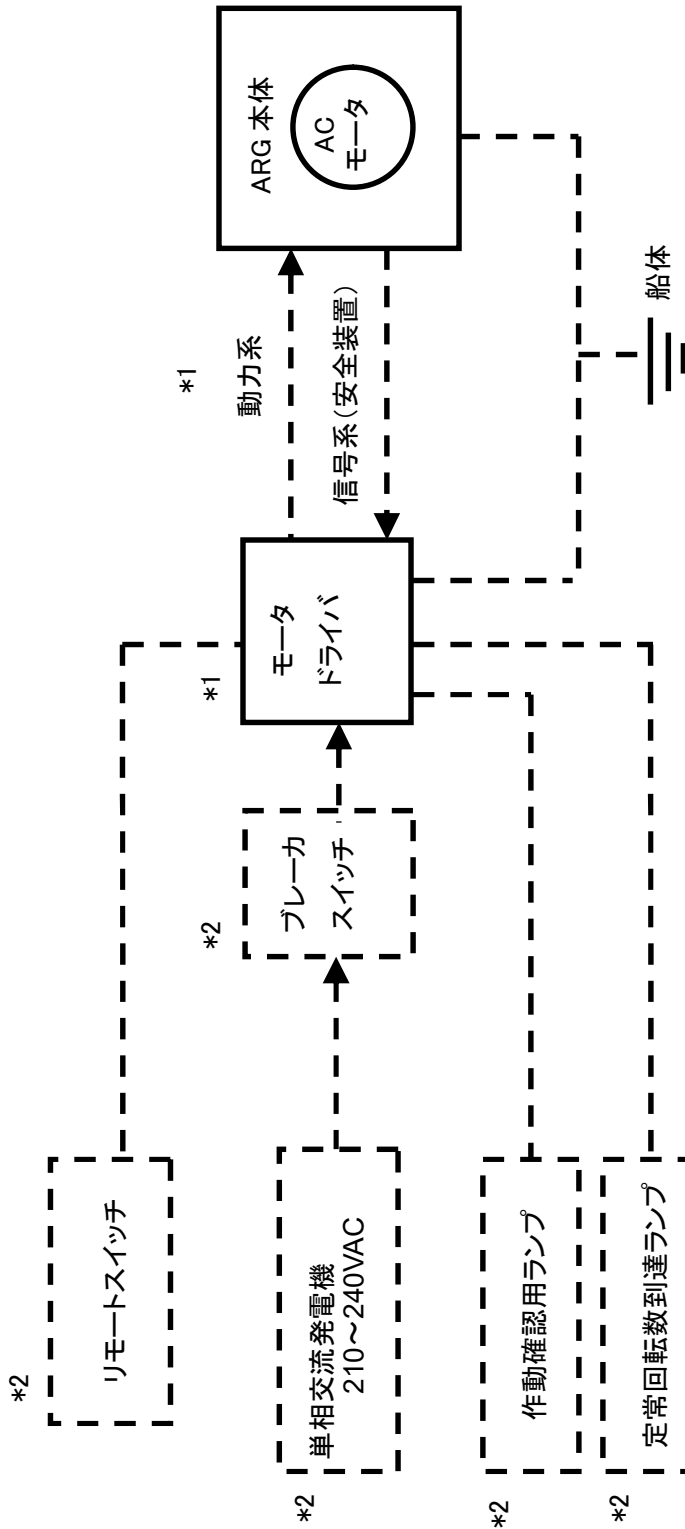 *2
リモートスイッチ
*2
単相交流発電機
210～240VAC
*2
ブレーカ
スイッチ
*1
モータ
ドライバ
*1
動力系
信号系(安全装置)
ARG 本体
AC
モータ
*2
作動確認用ランプ
*2
定常回転数到達ランプ
船体